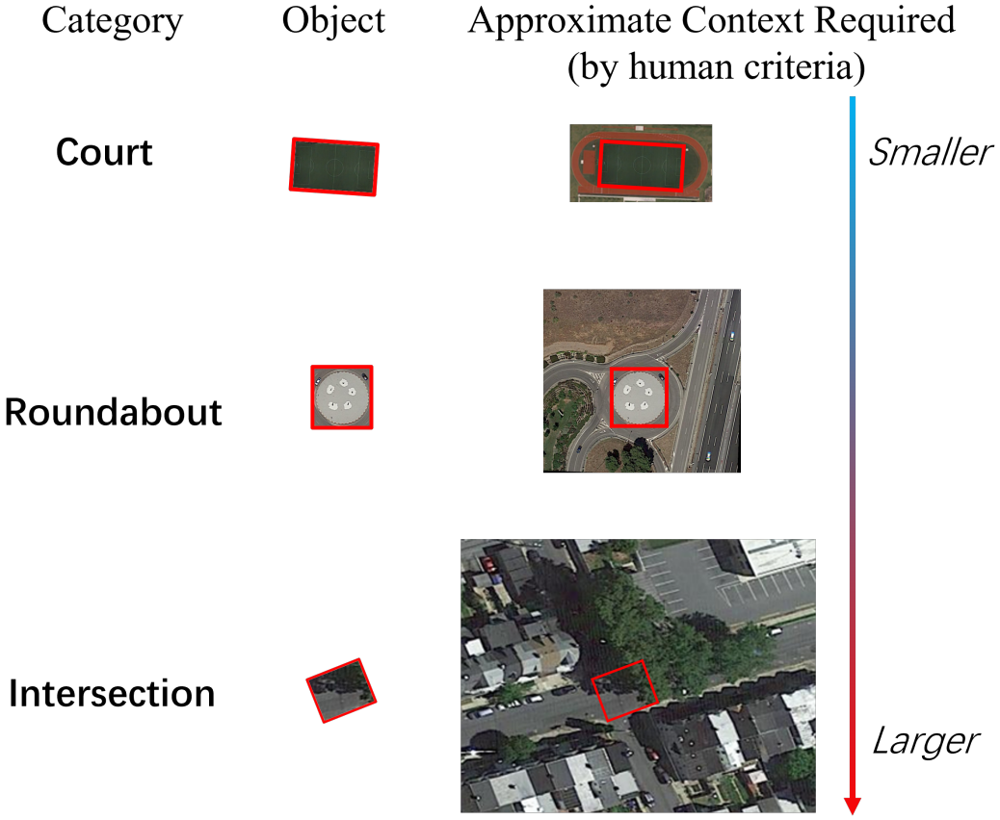 Category Object Approximate Context Required
(by human criteria)
Court Smaller
Roundabout
Intersection
Larger